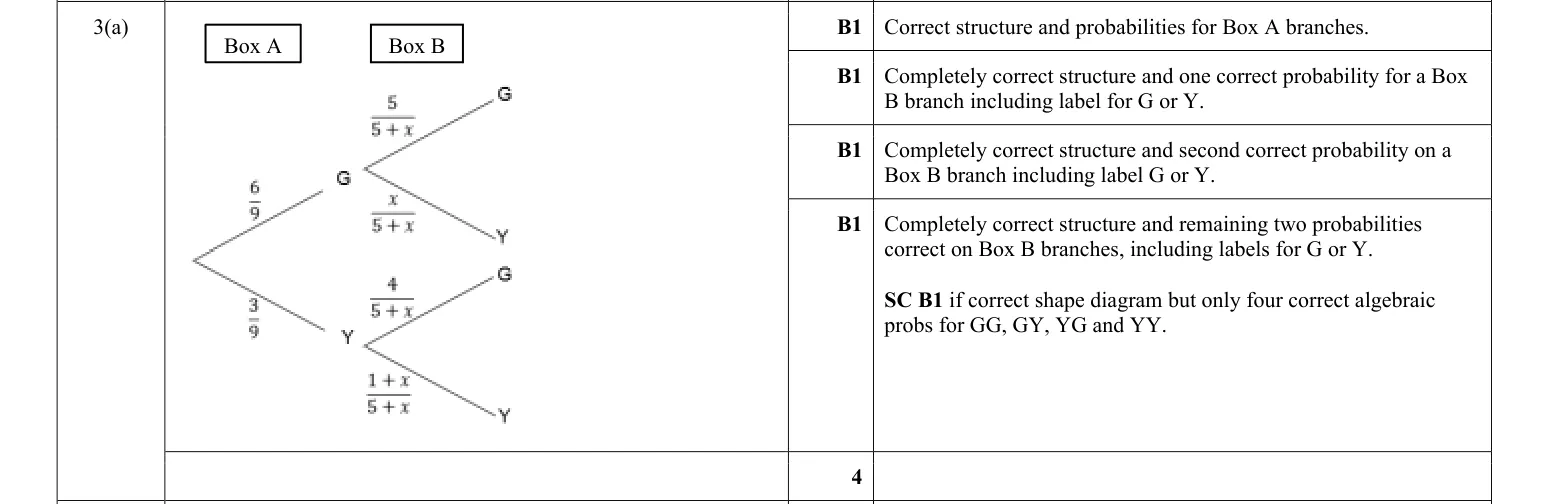 3(a)
Box A
Box B
5
5 + x
G
6
9
G
x
5 + x
Y
3
9
Y
4
5 + x
G
1 + x
5 + x
Y
B1
Correct structure and probabilities for Box A branches.
B1
Completely correct structure and one correct probability for a Box
B branch including label for G or Y.
B1
Completely correct structure and second correct probability on a
Box B branch including label G or Y.
B1
Completely correct structure and remaining two probabilities
correct on Box B branches, including labels for G or Y.
SC B1 if correct shape diagram but only four correct algebraic
probs for GG, GY, YG and YY.
4